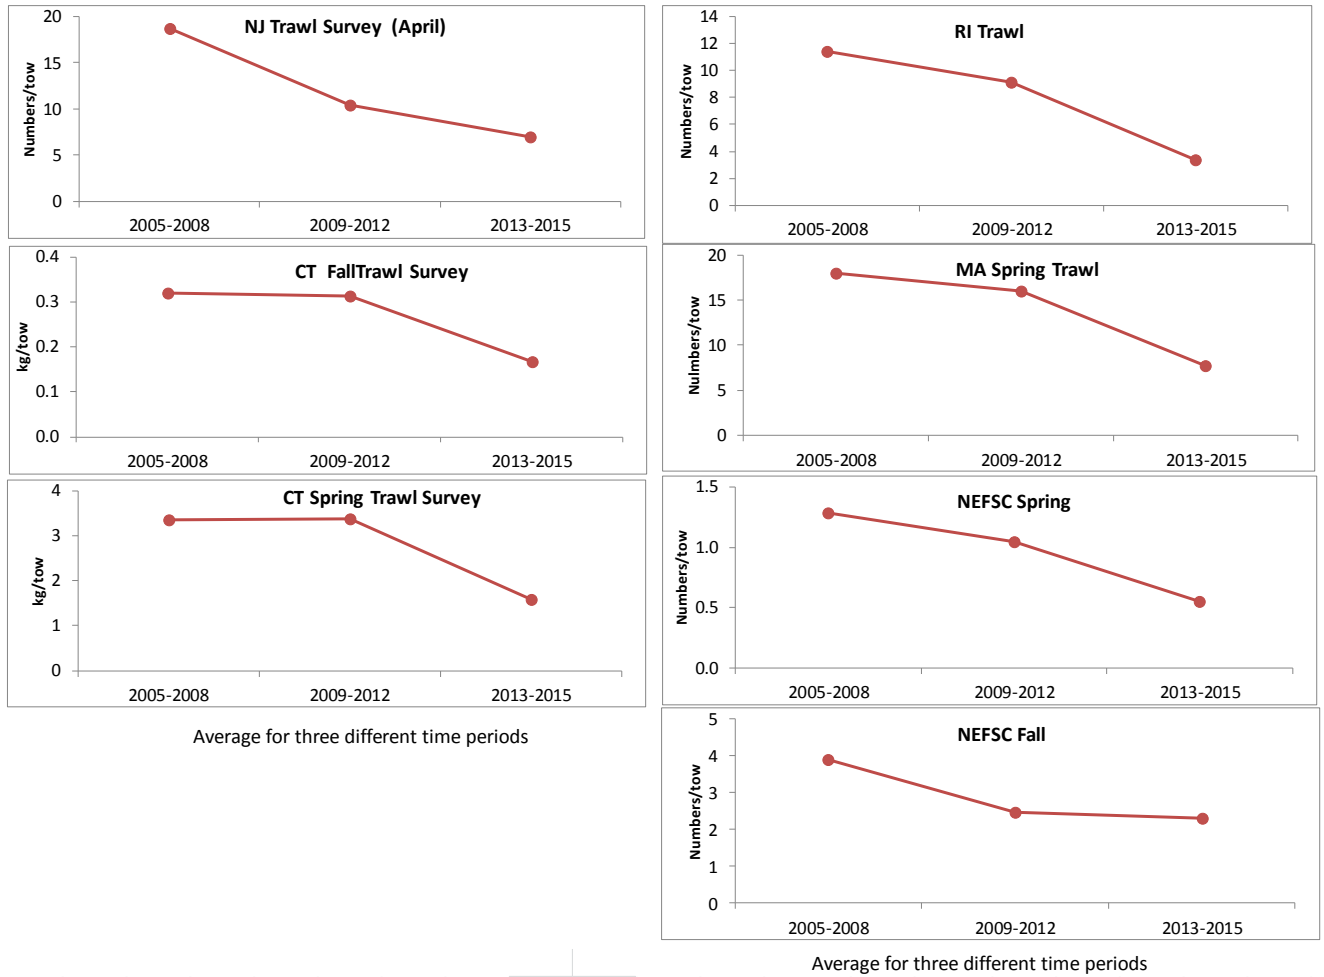 NJ Trawl Survey (April)
Numbers/tow
20
15
10
5
0
2005-2008 2009-2012 2013-2015
CT FallTrawl Survey
kg/tow
0.4
0.3
0.2
0.1
0.0
2005-2008 2009-2012 2013-2015
CT Spring Trawl Survey
kg/tow
4
3
2
1
0
2005-2008 2009-2012 2013-2015
Average for three different time periods
RI Trawl
Numbers/tow
14
12
10
8
6
4
2
0
2005-2008 2009-2012 2013-2015
MA Spring Trawl
Nulmbers/tow
20
15
10
5
0
2005-2008 2009-2012 2013-2015
NEFSC Spring
Numbers/tow
1.5
1.0
0.5
0.0
2005-2008 2009-2012 2013-2015
NEFSC Fall
Numbers/tow
5
4
3
2
1
0
2005-2008 2009-2012 2013-2015
Average for three different time periods